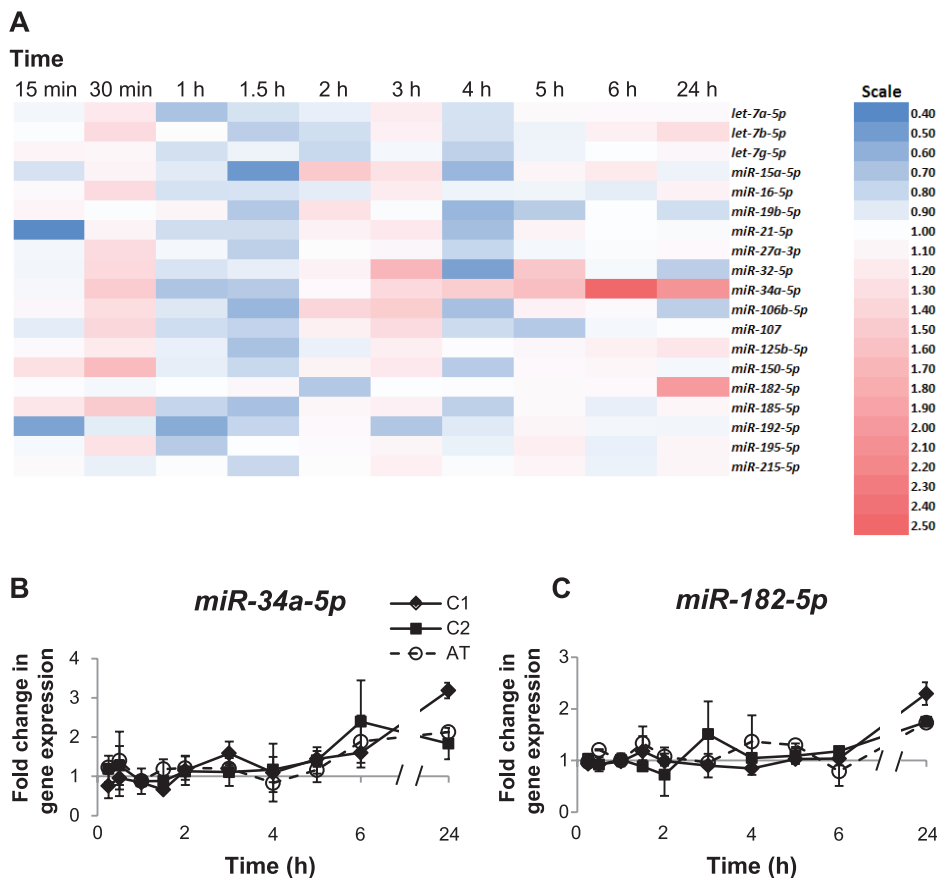 A
Time
15 min 30 min 1 h 1.5 h 2 h 3 h 4 h 5 h 6 h 24 h
Scale
let-7a-5p
let-7b-5p
let-7g-5p
miR-15a-5p
miR-16-5p
miR-19b-5p
miR-21-5p
miR-27a-3p
miR-32-5p
miR-34a-5p
miR-106b-5p
miR-107
miR-125b-5p
miR-150-5p
miR-182-5p
miR-185-5p
miR-192-5p
miR-195-5p
miR-215-5p
0.40
0.50
0.60
0.70
0.80
0.90
1.00
1.10
1.20
1.30
1.40
1.50
1.60
1.70
1.80
1.90
2.00
2.10
2.20
2.30
2.40
2.50
B
miR-34a-5p
C1
C2
AT
Fold change in
gene expression
4
3
2
1
0
0 2 4 6 24
Time (h)
C
miR-182-5p
Fold change in
gene expression
3
2
1
0
0 2 4 6 24
Time (h)